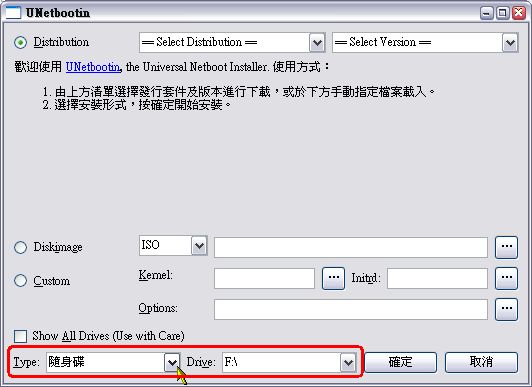 UNetbootin
Distribution == Select Distribution == == Select Version ==
歡迎使用 UNetbootin, the Universal Netboot Installer. 使用方式：
1. 由上方清單選擇發行套件及版本進行下載，或於下方手動指定檔案載入。
2. 選擇安裝形式，按確定開始安裝。
Diskimage ISO ...
Custom Kernel: ... Initrd: ...
Options:
Show All Drives (Use with Care)
Type: 隨身碟 Drive: F:\ 確定 取消